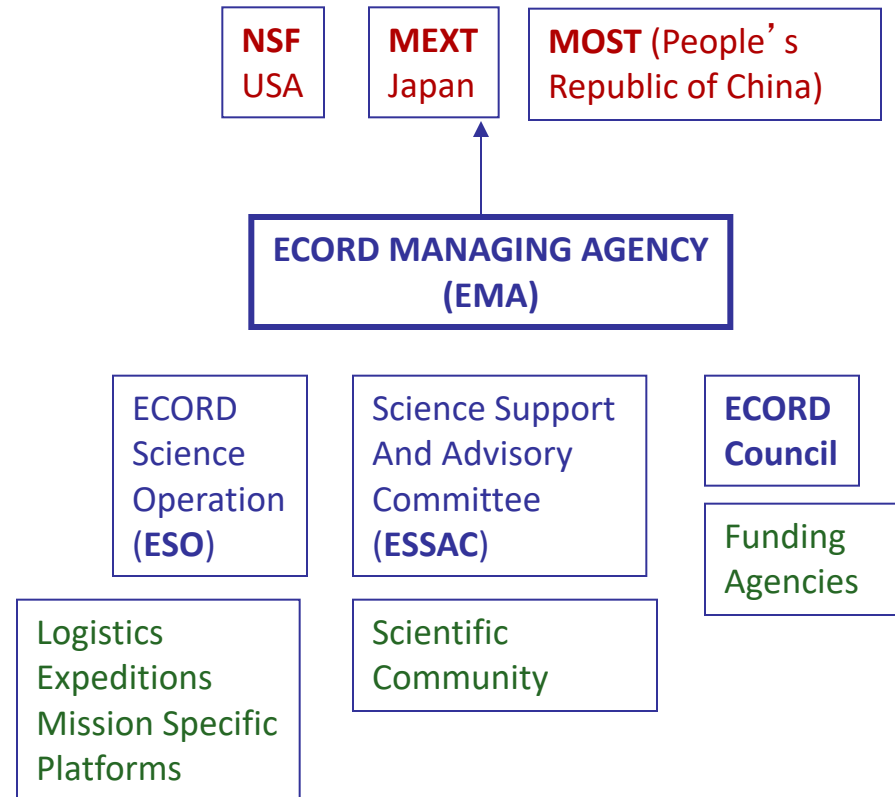 NSF
USA
MEXT
Japan
MOST (People’s
Republic of China)
ECORD MANAGING AGENCY
(EMA)
ECORD
Science
Operation
(ESO)
Science Support
And Advisory
Committee
(ESSAC)
ECORD
Council
Funding
Agencies
Logistics
Expeditions
Mission Specific
Platforms
Scientific
Community